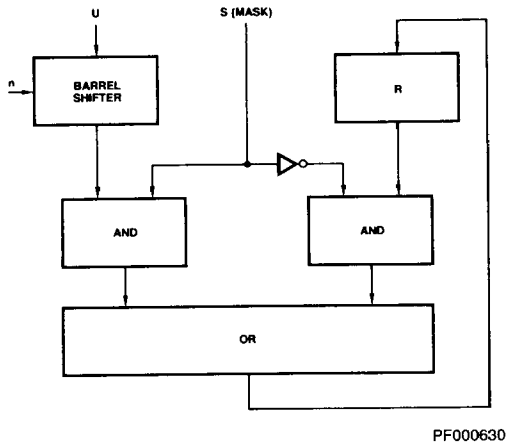 U
S (MASK)
n
BARREL
SHIFTER
R
AND
AND
OR
PF000630